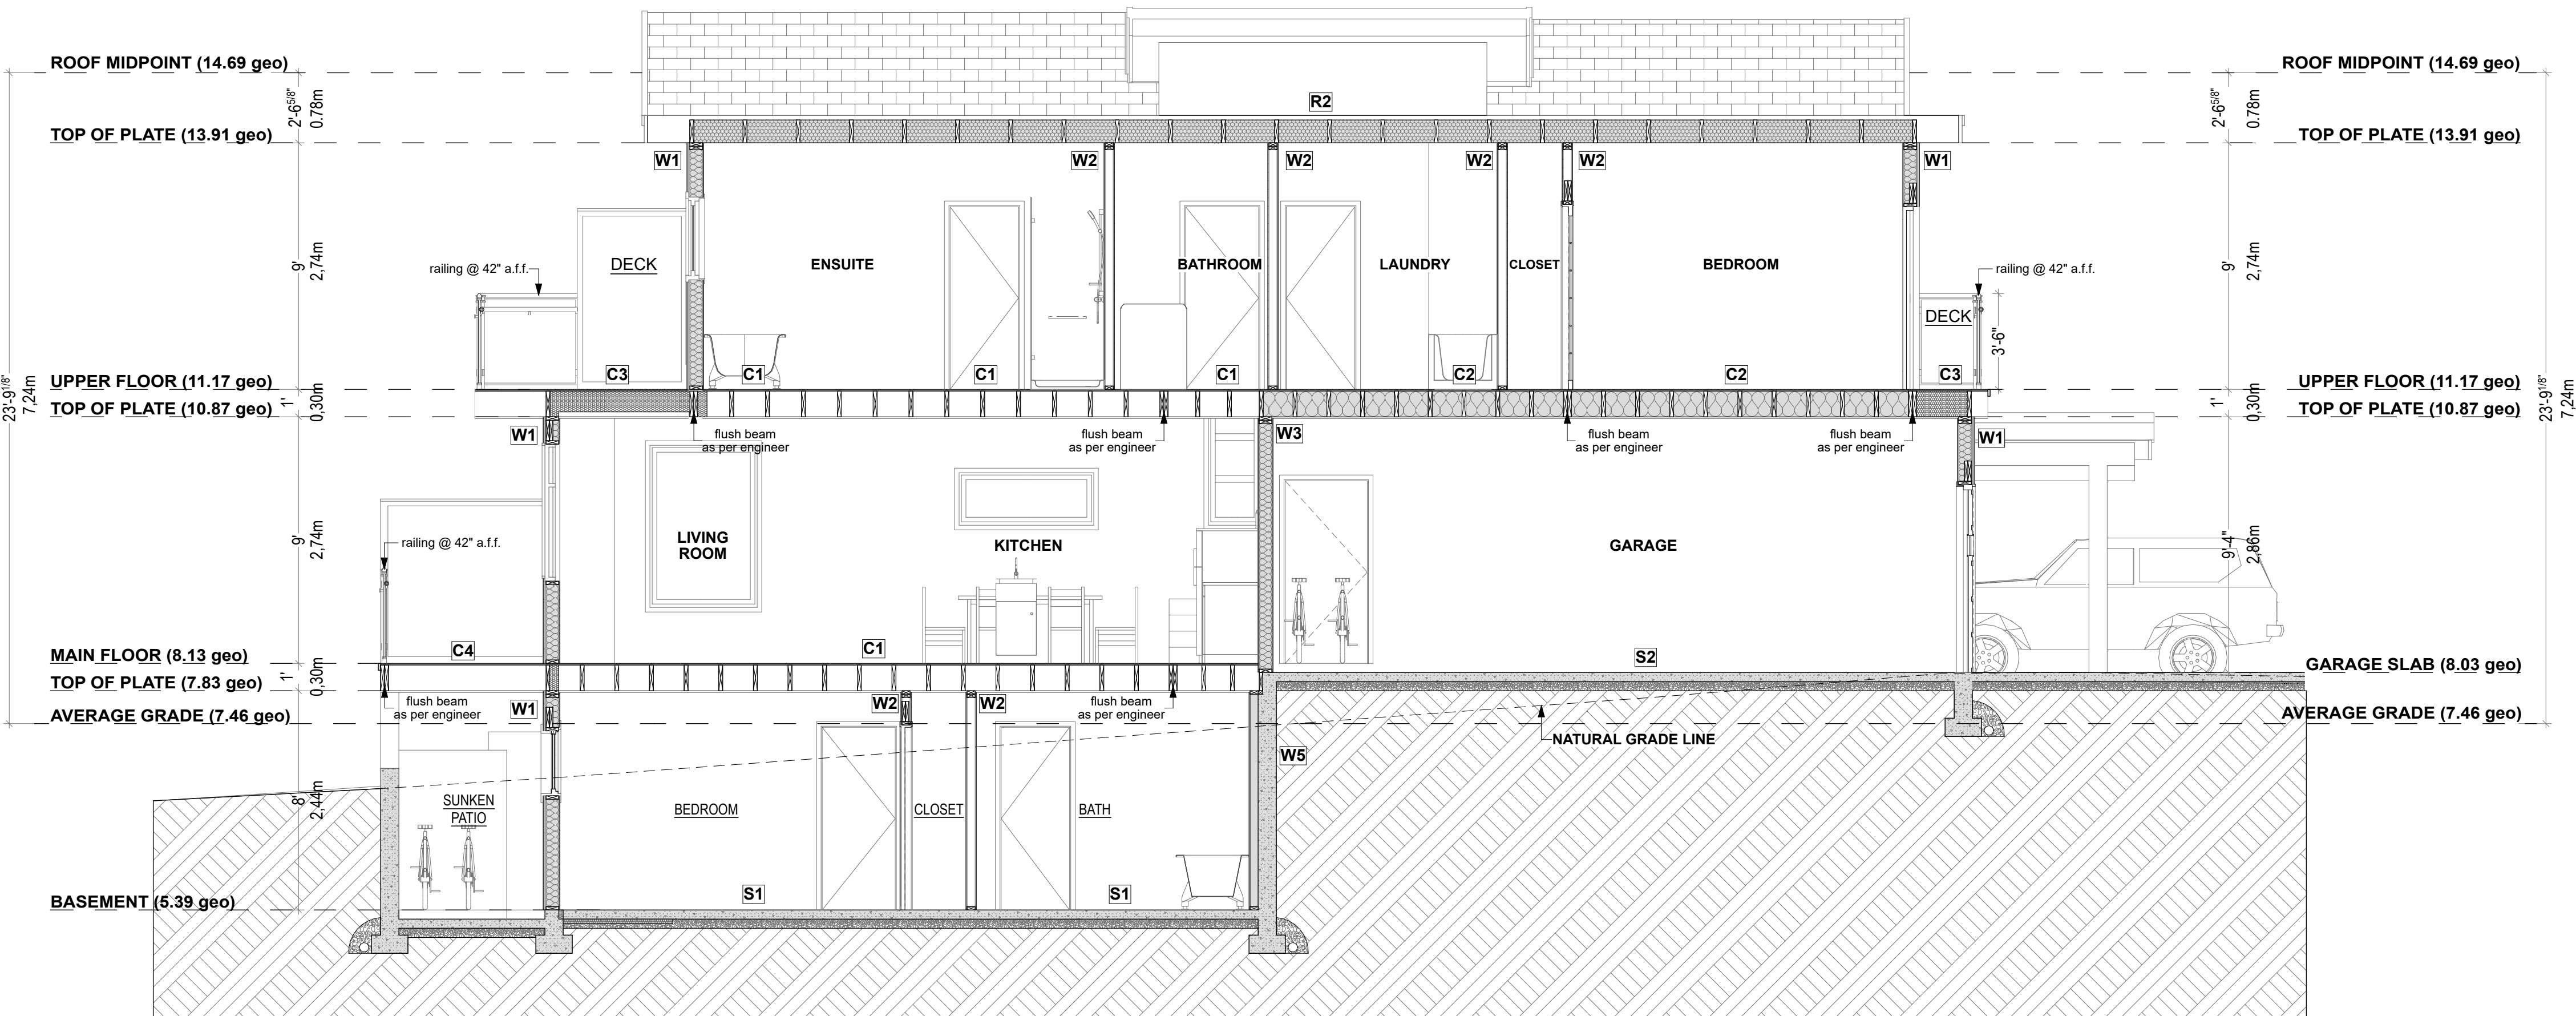 ROOF MIDPOINT (14.69 geo)
ROOF MIDPOINT (14.69 geo)
2'-6 5/8"
0.78m
R2
2'-6 5/8"
0.78m
TOP OF PLATE (13.91 geo)
TOP OF PLATE (13.91 geo)
W1
W2
W2
W2
W2
W1
9'
2,74m
railing @ 42" a.f.f.
DECK
ENSUITE
BATHROOM
LAUNDRY
CLOSET
BEDROOM
railing @ 42" a.f.f.
9'
2,74m
DECK
3'-6"
C3
C1
C1
C1
C2
C2
C3
UPPER FLOOR (11.17 geo)
UPPER FLOOR (11.17 geo)
23'-9 1/8"
7,24m
1'
0,30m
1'
0,30m
23'-9 1/8"
7,24m
TOP OF PLATE (10.87 geo)
TOP OF PLATE (10.87 geo)
W1
flush beam
as per engineer
flush beam
as per engineer
W3
flush beam
as per engineer
flush beam
as per engineer
W1
9'
2,74m
railing @ 42" a.f.f.
LIVING
ROOM
KITCHEN
GARAGE
9'-4"
2,86m
C4
C1
S2
MAIN FLOOR (8.13 geo)
GARAGE SLAB (8.03 geo)
1'
0,30m
TOP OF PLATE (7.83 geo)
flush beam
as per engineer
W1
W2
W2
flush beam
as per engineer
AVERAGE GRADE (7.46 geo)
AVERAGE GRADE (7.46 geo)
NATURAL GRADE LINE
W5
8'
2,44m
SUNKEN
PATIO
BEDROOM
CLOSET
BATH
S1
S1
BASEMENT (5.39 geo)